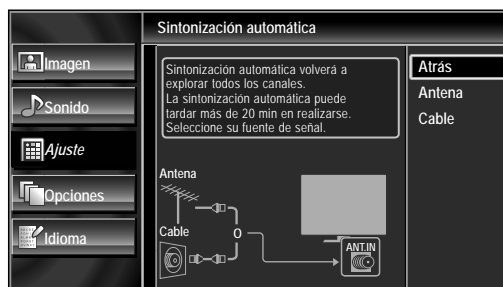 Sintonización automática
Imagen
Sonido
Ajuste
Opciones
Idioma
Sintonización automática volverá a
explorar todos los canales.
La sintonización automática puede
tardar más de 20 min en realizarse.
Seleccione su fuente de señal.
Antena
Cable
O
ANT.IN
Atrás
Antena
Cable